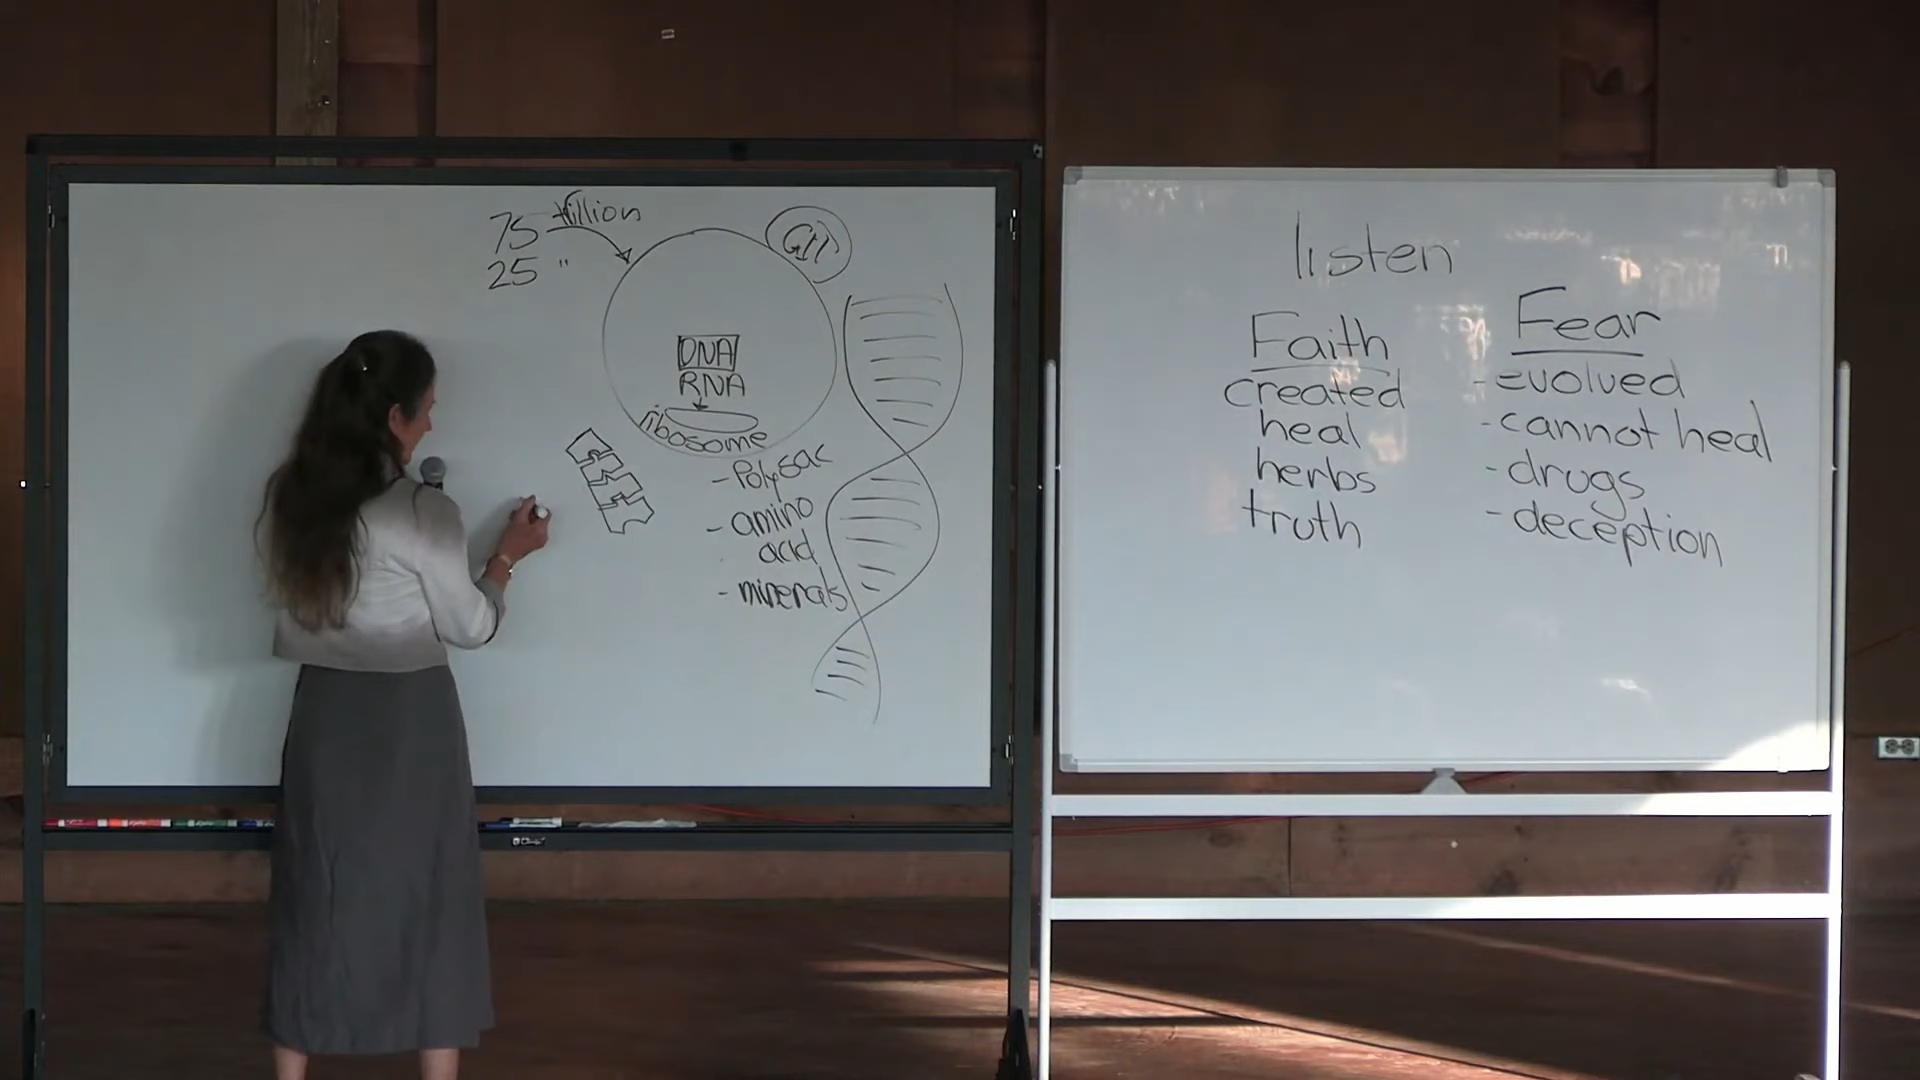 75 trillion
25 "
GIT
DNA
RNA
ribosome
- Polysac
- amino
acid
- minerals
listen
Faith
created
heal
herbs
truth
Fear
- evolved
- cannot heal
- drugs
- deception